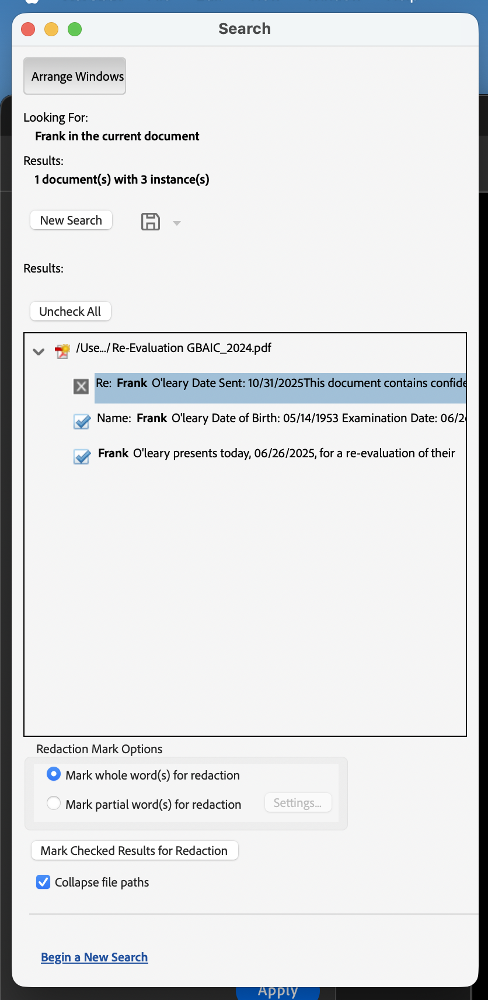 Search
Arrange Windows
Looking For:
Frank in the current document
Results:
1 document(s) with 3 instance(s)
New Search
Results:
Uncheck All
/Use.../Re-Evaluation GBAIC_2024.pdf
Re: Frank O'leary Date Sent: 10/31/2025This document contains confide
Name: Frank O'leary Date of Birth: 05/14/1953 Examination Date: 06/2
Frank O'leary presents today, 06/26/2025, for a re-evaluation of their
Redaction Mark Options
Mark whole word(s) for redaction
Mark partial word(s) for redaction
Settings...
Mark Checked Results for Redaction
Collapse file paths
Begin a New Search
Apply